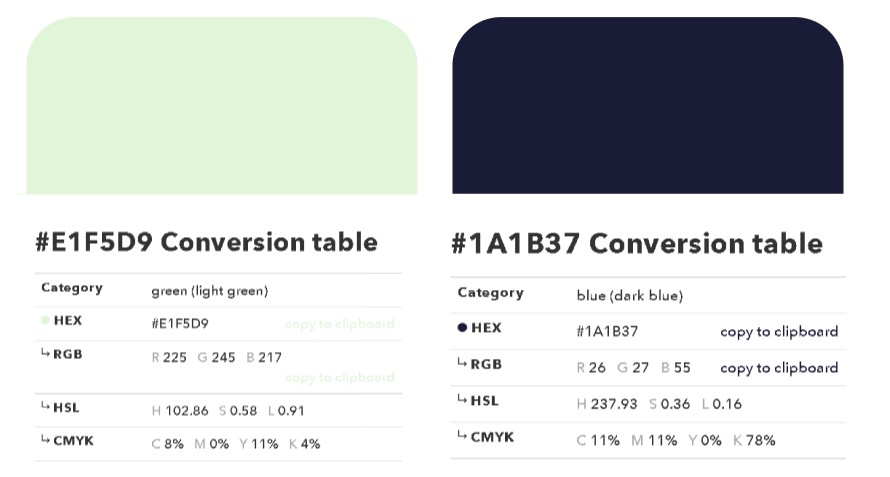 #E1F5D9 Conversion table
Category green (light green)
HEX #E1F5D9 copy to clipboard
↳ RGB R 225 G 245 B 217
copy to clipboard
↳ HSL H 102.86 S 0.58 L 0.91
↳ CMYK C 8% M 0% Y 11% K 4%
#1A1B37 Conversion table
Category blue (dark blue)
HEX #1A1B37 copy to clipboard
↳ RGB R 26 G 27 B 55 copy to clipboard
↳ HSL H 237.93 S 0.36 L 0.16
↳ CMYK C 11% M 11% Y 0% K 78%